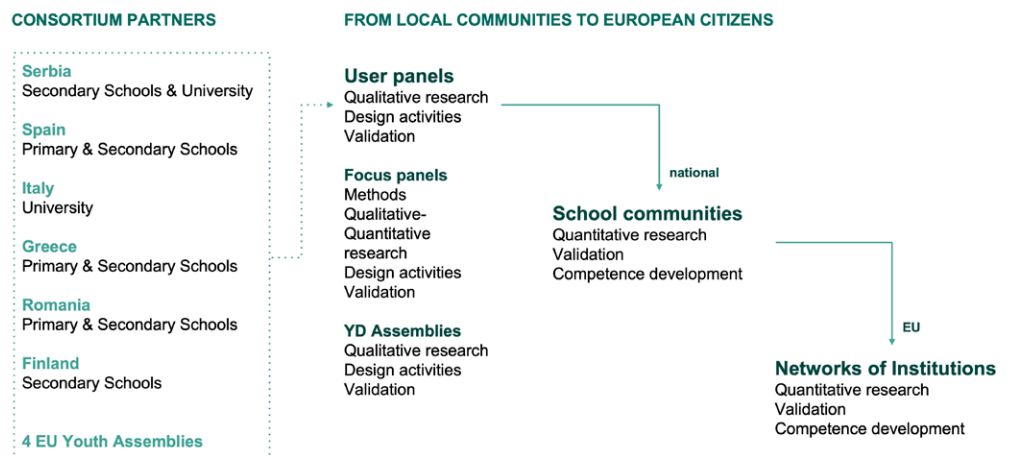 CONSORTIUM PARTNERS
FROM LOCAL COMMUNITIES TO EUROPEAN CITIZENS
Serbia
Secondary Schools & University
Spain
Primary & Secondary Schools
Italy
University
Greece
Primary & Secondary Schools
Romania
Primary & Secondary Schools
Finland
Secondary Schools
4 EU Youth Assemblies
User panels
Qualitative research
Design activities
Validation
Focus panels
Methods
Qualitative-
Quantitative
research
Design activities
Validation
YD Assemblies
Qualitative research
Design activities
Validation
national
School communities
Quantitative research
Validation
Competence development
EU
Networks of Institutions
Quantitative research
Validation
Competence development